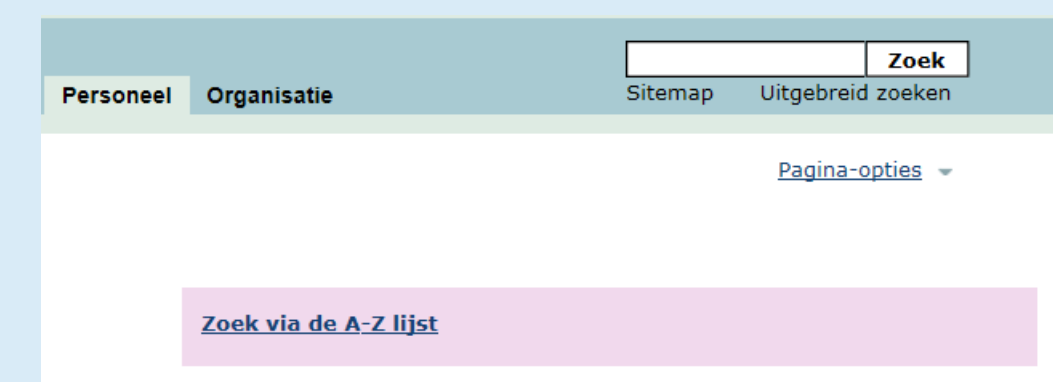 Zoek
Personeel Organisatie Sitemap Uitgebreid zoeken
Pagina-opties
Zoek via de A-Z lijst